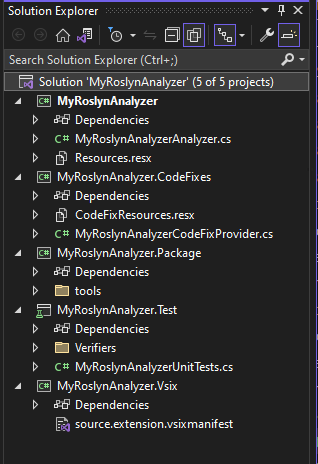 Solution Explorer
Search Solution Explorer (Ctrl+;)
Solution 'MyRoslynAnalyzer' (5 of 5 projects)
MyRoslynAnalyzer
Dependencies
MyRoslynAnalyzerAnalyzer.cs
Resources.resx
MyRoslynAnalyzer.CodeFixes
Dependencies
CodeFixResources.resx
MyRoslynAnalyzerCodeFixProvider.cs
MyRoslynAnalyzer.Package
Dependencies
tools
MyRoslynAnalyzer.Test
Dependencies
Verifiers
MyRoslynAnalyzerUnitTests.cs
MyRoslynAnalyzer.Vsix
Dependencies
source.extension.vsixmanifest